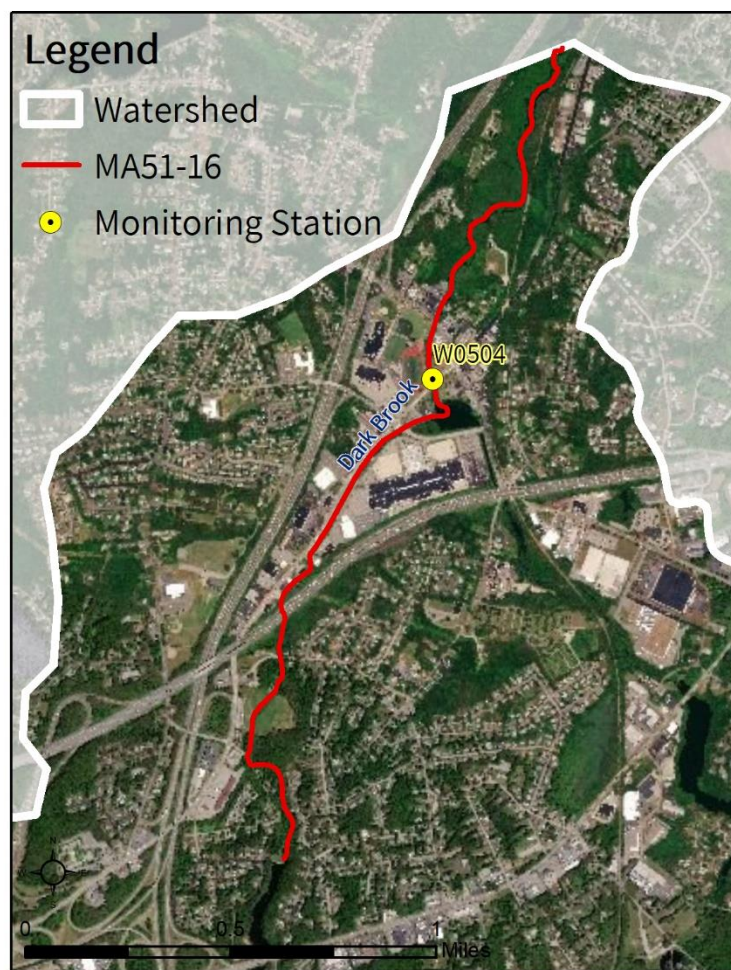 Legend
Watershed
MA51-16
Monitoring Station
W0504
Dark Brook
N
0
0.5
1
Miles